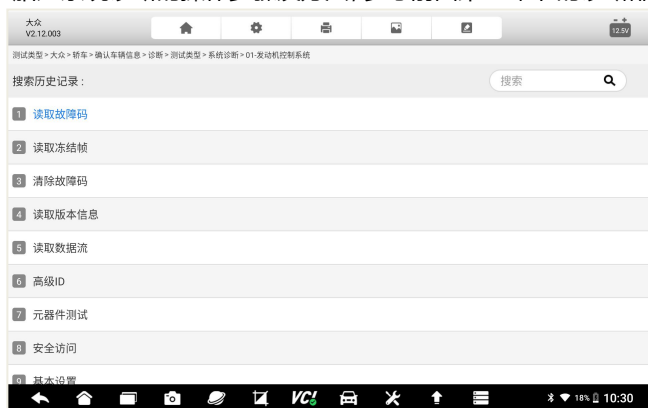 大众
V2.12.003
12.5V
测试类型>大众>轿车>确认车辆信息>诊断>测试类型>系统诊断>01-发动机控制系统
搜索历史记录：
搜索
1 读取故障码
2 读取冻结帧
3 清除故障码
4 读取版本信息
5 读取数据流
6 高级ID
7 元器件测试
8 安全访问
9 基本设置
VC! 18% 10:30